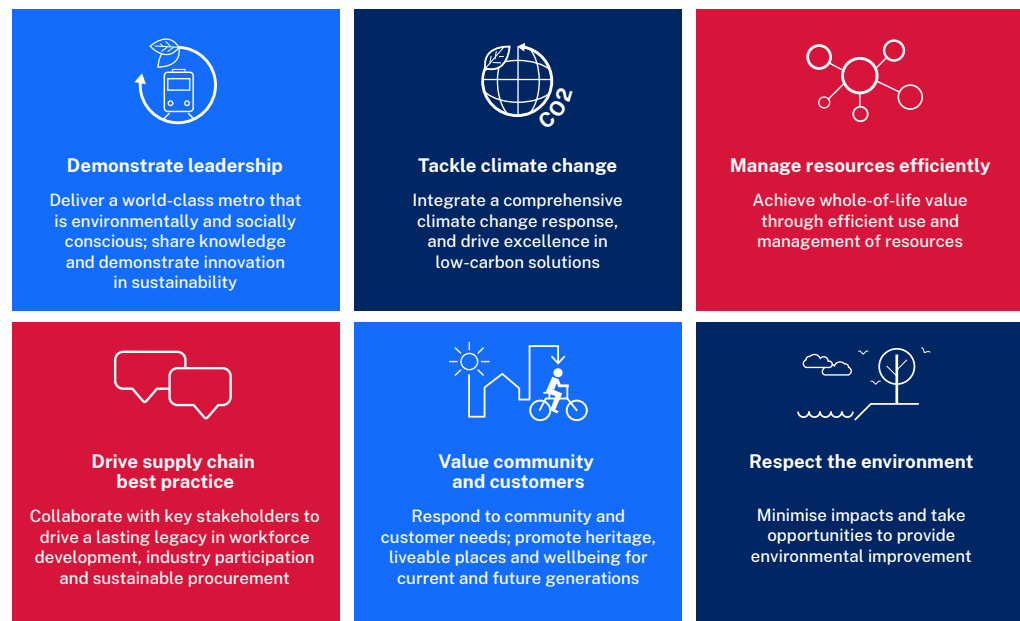 Demonstrate leadership
Deliver a world-class metro that
is environmentally and socially
conscious; share knowledge
and demonstrate innovation
in sustainability
CO2
Tackle climate change
Integrate a comprehensive
climate change response,
and drive excellence in
low-carbon solutions
Manage resources efficiently
Achieve whole-of-life value
through efficient use and
management of resources
Drive supply chain
best practice
Collaborate with key stakeholders to
drive a lasting legacy in workforce
development, industry participation
and sustainable procurement
Value community
and customers
Respond to community and
customer needs; promote heritage,
liveable places and wellbeing for
current and future generations
Respect the environment
Minimise impacts and take
opportunities to provide
environmental improvement